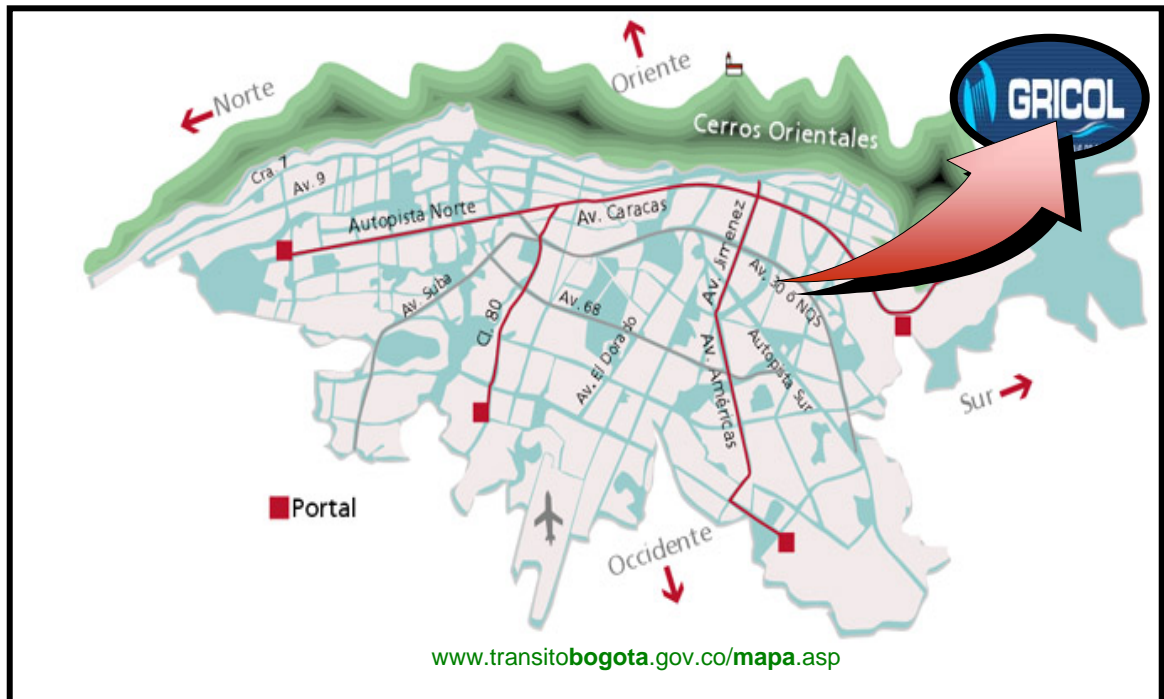 Norte
Oriente
Cerros Orientales
GRICOL
Cra. 7
Av. 9
Autopista Norte
Av. Caracas
Av. Jimenez
Av. 30 ó NQS
Av. Suba
Cl. 80
Av. 68
Av. El Dorado
Av. Américas
Autopista Sur
Sur
Portal
Occidente
www.transitobogota.gov.co/mapa.asp